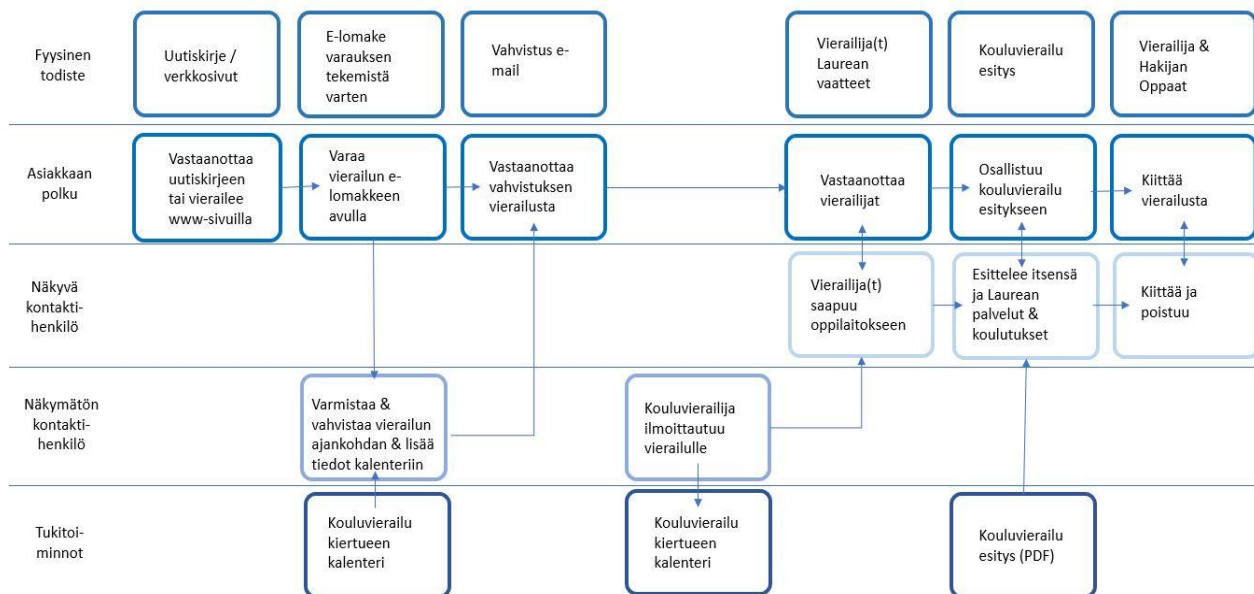 Fyysinen
todiste
Uutiskirje /
verkkosivut
E-lomake
varauksen
tekemistä
varten
Vahvistus e-
mail
Vierailija(t)
Laurean
vaatteet
Kouluvierailu
esitys
Vierailija &
Hakijan
Oppaat
Asiakkaan
polku
Vastaanottaa
uutiskirjeen
tai vierailee
www-sivuilla
Varaa
vierailun e-
lomakkeen
avulla
Vastaanottaa
vahvistuksen
vierailusta
Vastaanottaa
vierailijat
Osallistuu
kouluvierailu
esitykseen
Kiittää
vierailusta
Näkyvä
kontakti-
henkilö
Vierailija(t)
saapuu
oppilaitokseen
Esittelee itsensä
ja Laurean
palvelut &
koulutukset
Kiittää ja
poistuu
Näkymätön
kontakti-
henkilö
Varmistaa &
vahvistaa vierailun
ajankohdan & lisää
tiedot kalenteriin
Kouluvierailija
ilmoittautuu
vierailulle
Tukitoi-
minnot
Kouluvierailu
kiertueen
kalenteri
Kouluvierailu
kiertueen
kalenteri
Kouluvierailu
esitys (PDF)